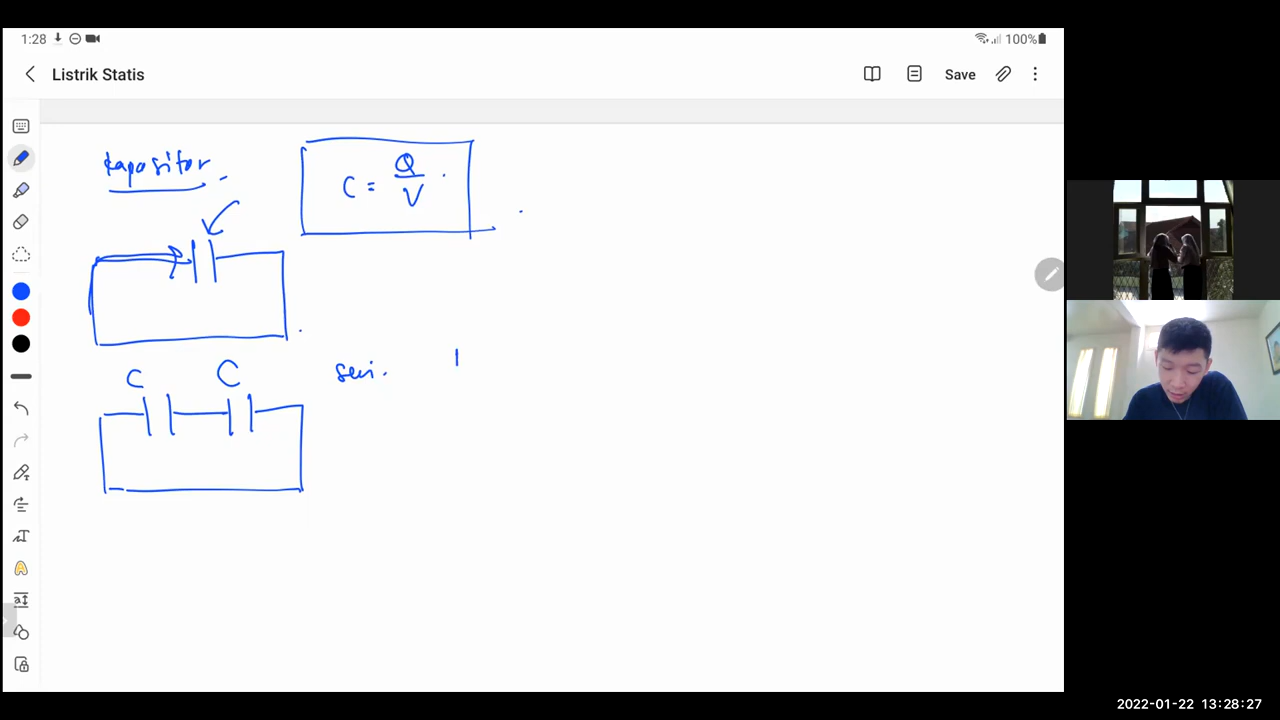 1:28
100%
Listrik Statis
Save
kapasitor
C = Q/V
C
C
seri.
2022-01-22 13:28:27